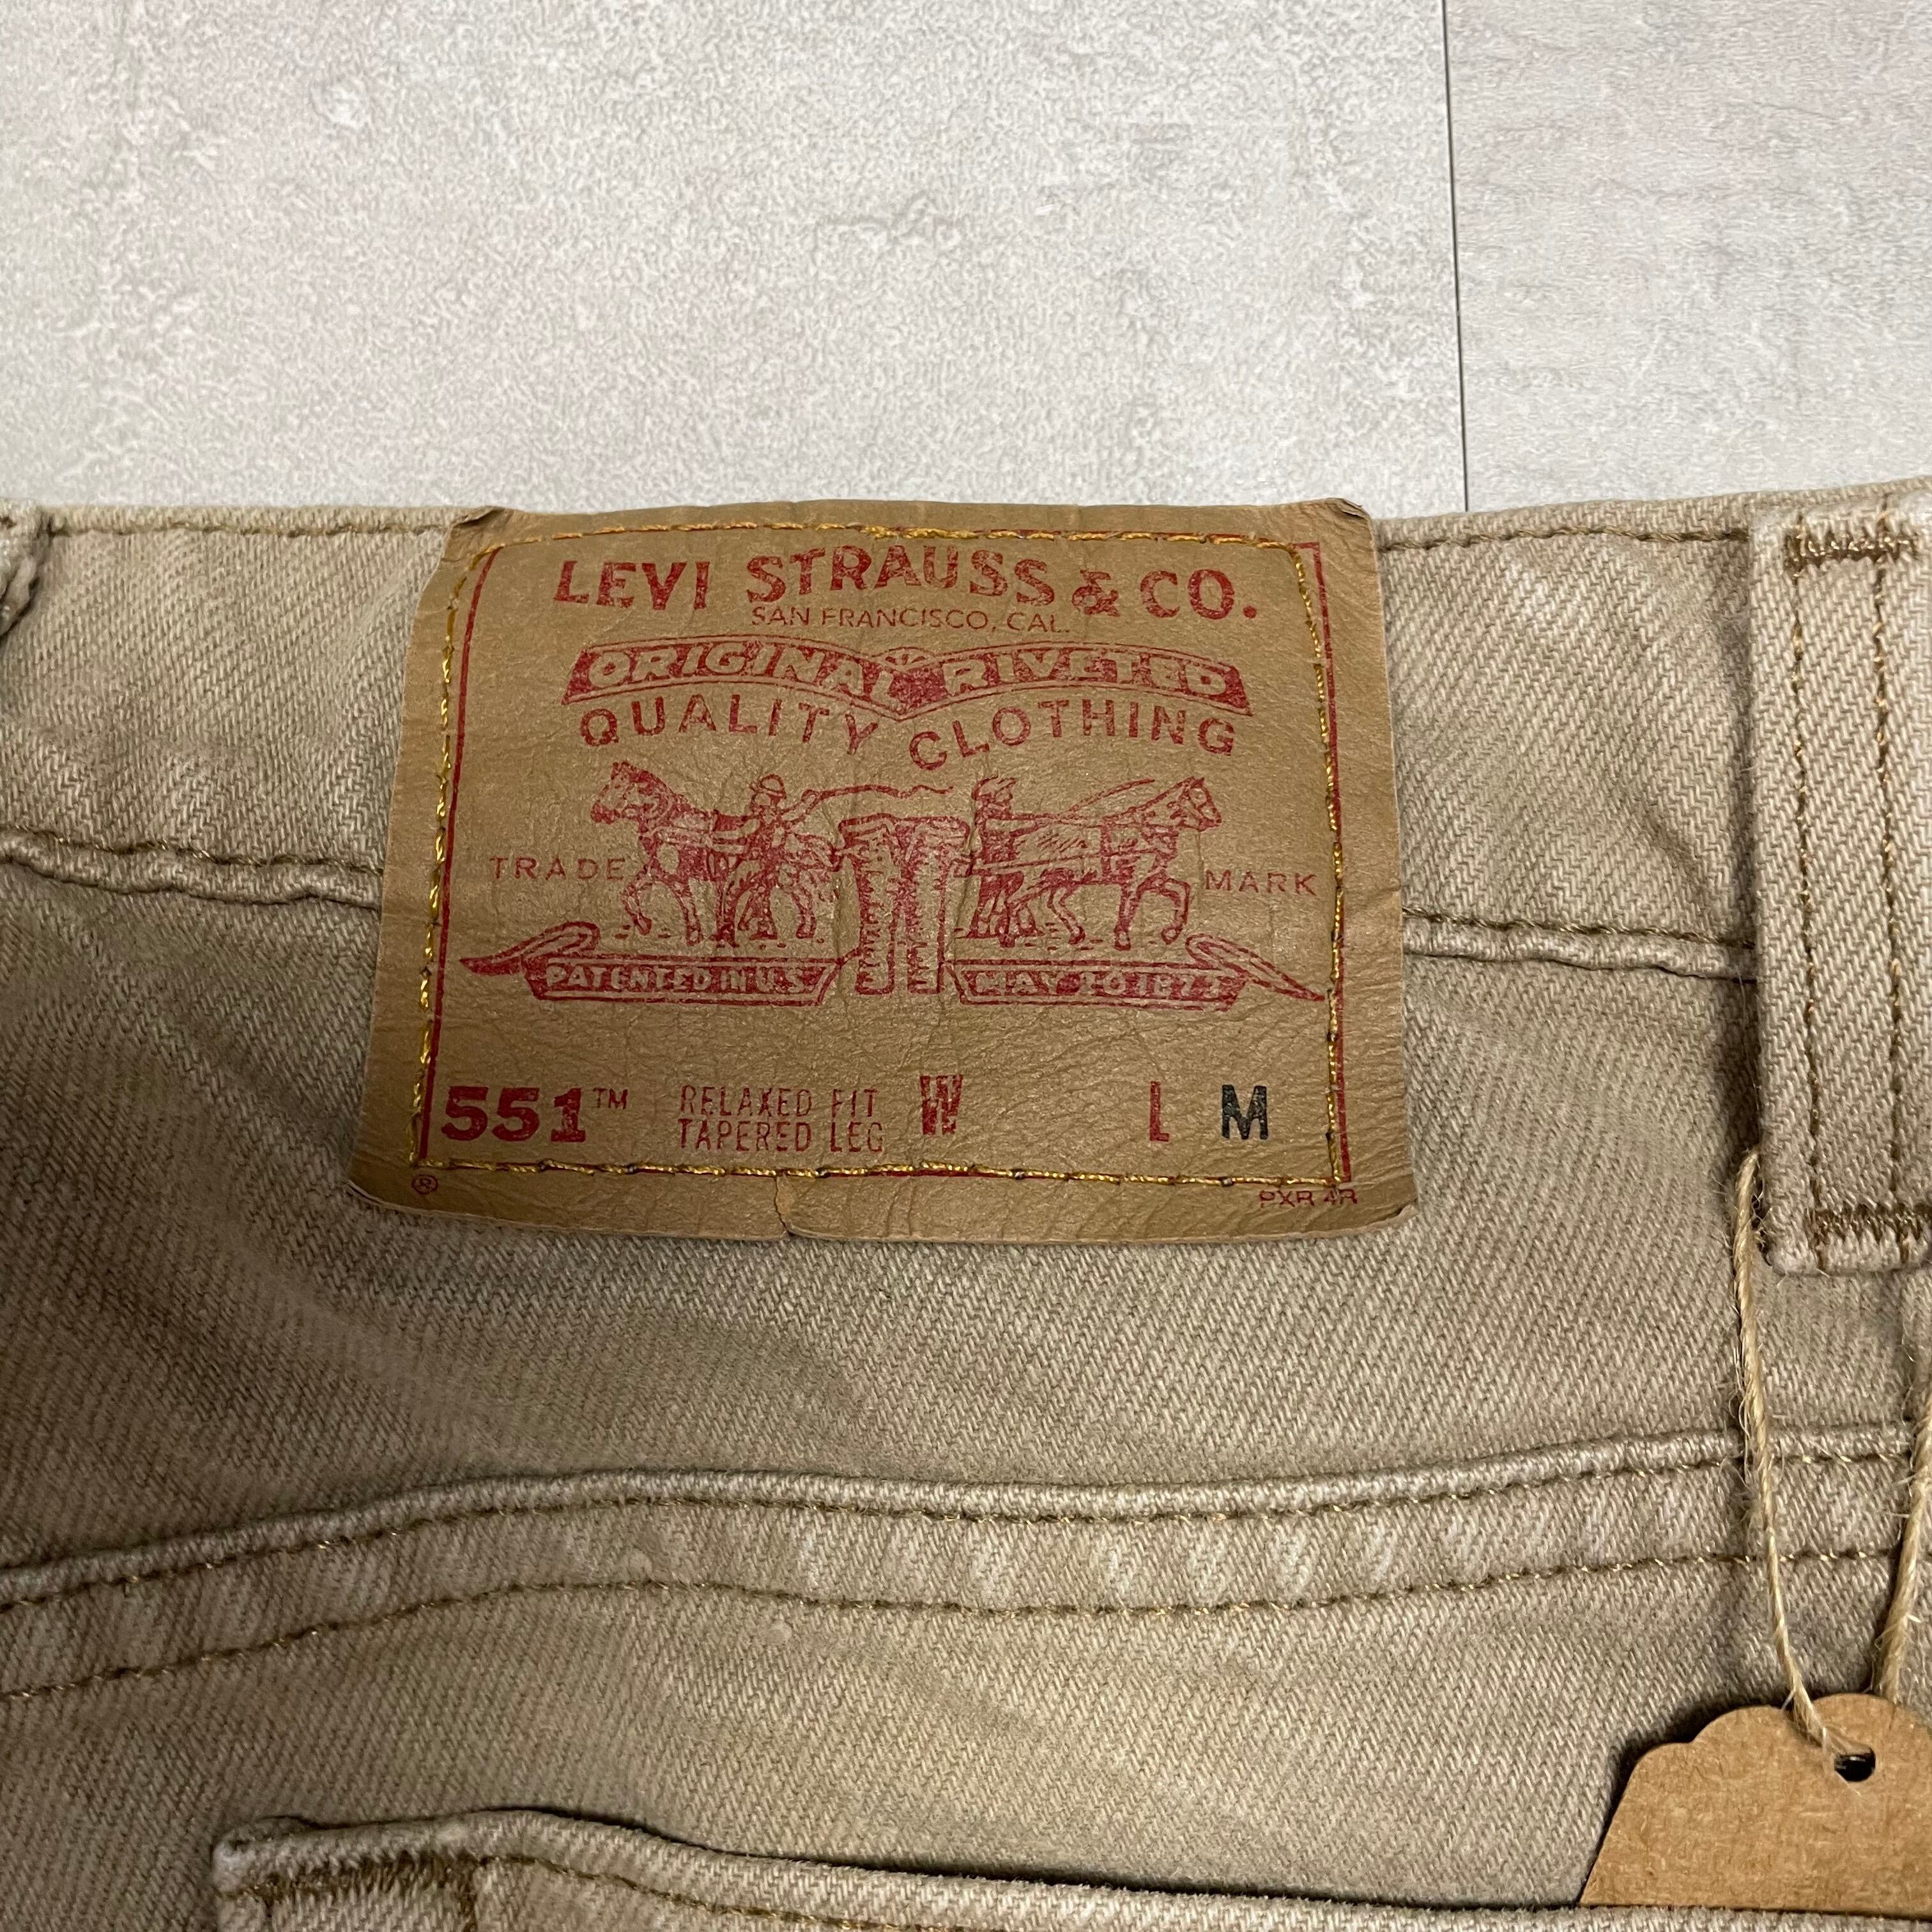 LEVI STRAUSS & CO.
SAN FRANCISCO, CAL.
ORIGINAL RIVETED
QUALITY CLOTHING
TRADE MARK
PATENTED IN U.S. MAY 20 1873
551™ RELAXED FIT W L M
TAPERED LEG
®
PXR 4R